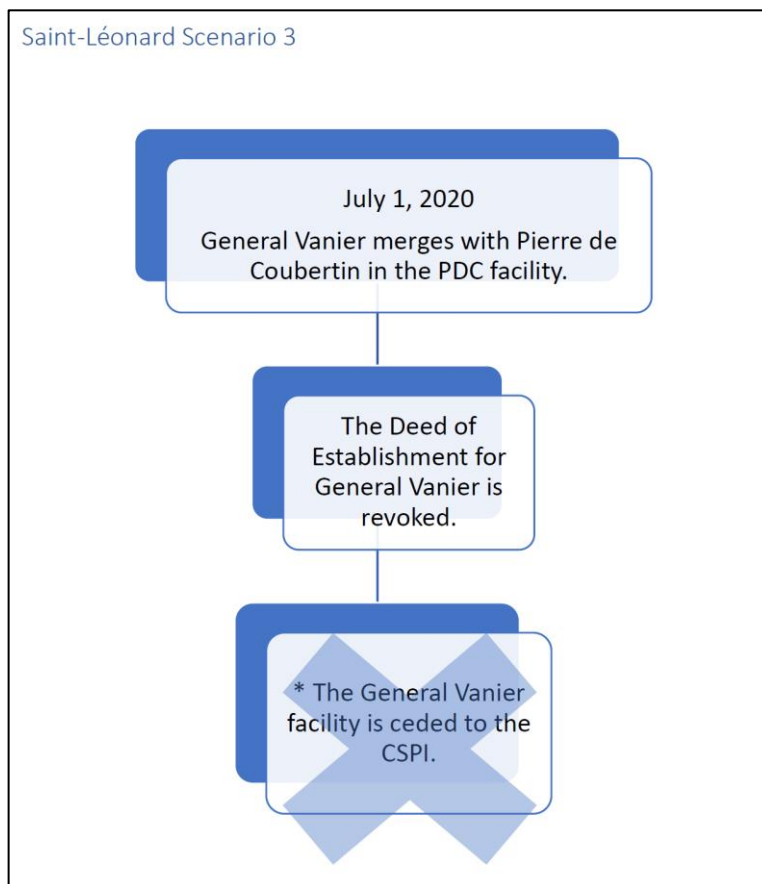 Saint-Léonard Scenario 3
July 1, 2020
General Vanier merges with Pierre de
Coubertin in the PDC facility.
The Deed of
Establishment for
General Vanier is
revoked.
* The General Vanier
facility is ceded to the
CSPI.